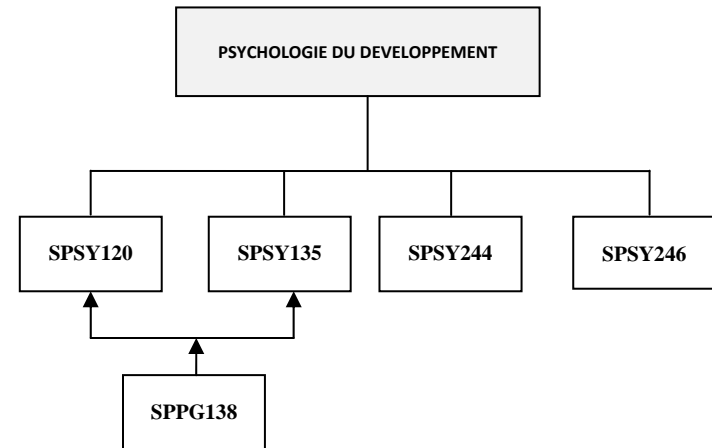 PSYCHOLOGIE DU DEVELOPPEMENT
SPSY120
SPSY135
SPSY244
SPSY246
SPPG138